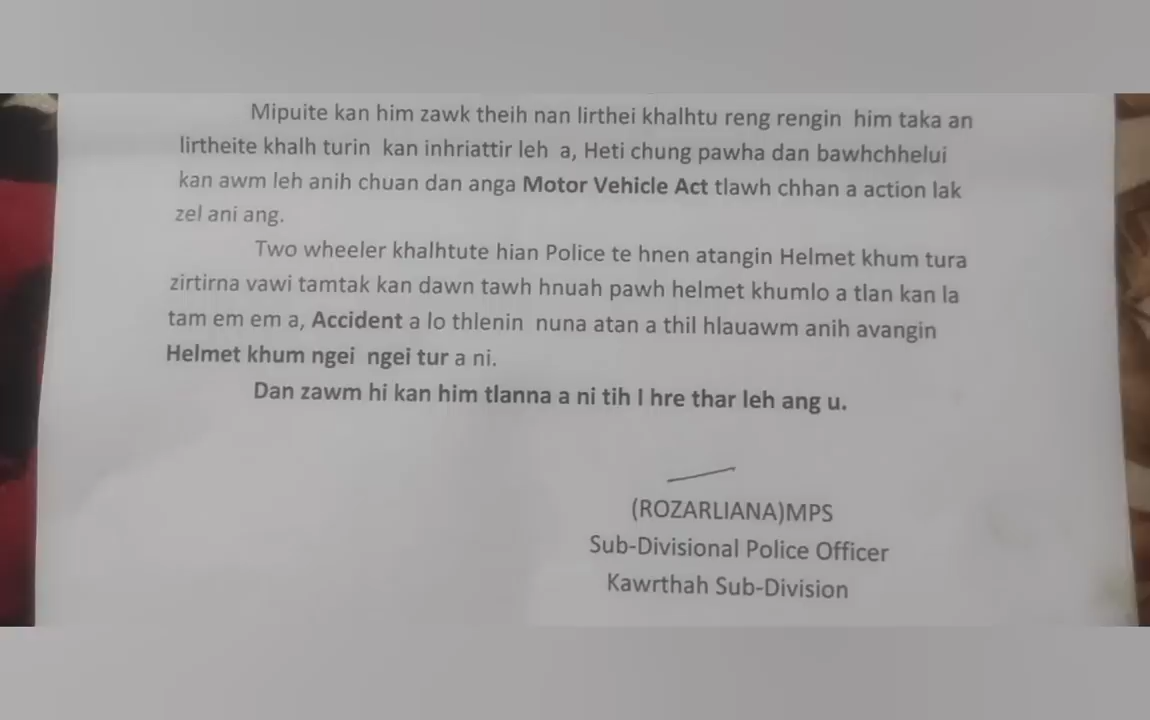 Mipuite kan him zawk theih nan lirthei khalhtu reng rengin him taka an
lirtheite khalh turin kan inhriattir leh a, Heti chung pawha dan bawhchhelui
kan awm leh anih chuan dan anga Motor Vehicle Act tlawh chhan a action lak
zel ani ang.
Two wheeler khalhtute hian Police te hnen atangin Helmet khum tura
zirtirna vawi tamtak kan dawn tawh hnuah pawh helmet khumlo a tlan kan la
tam em em a, Accident a lo thlenin nuna atan a thil hlauawm anih avangin
Helmet khum ngei ngei tur a ni.
Dan zawm hi kan him tlanna a ni tih I hre thar leh ang u.
(ROZARLIANA)MPS
Sub-Divisional Police Officer
Kawrthah Sub-Division